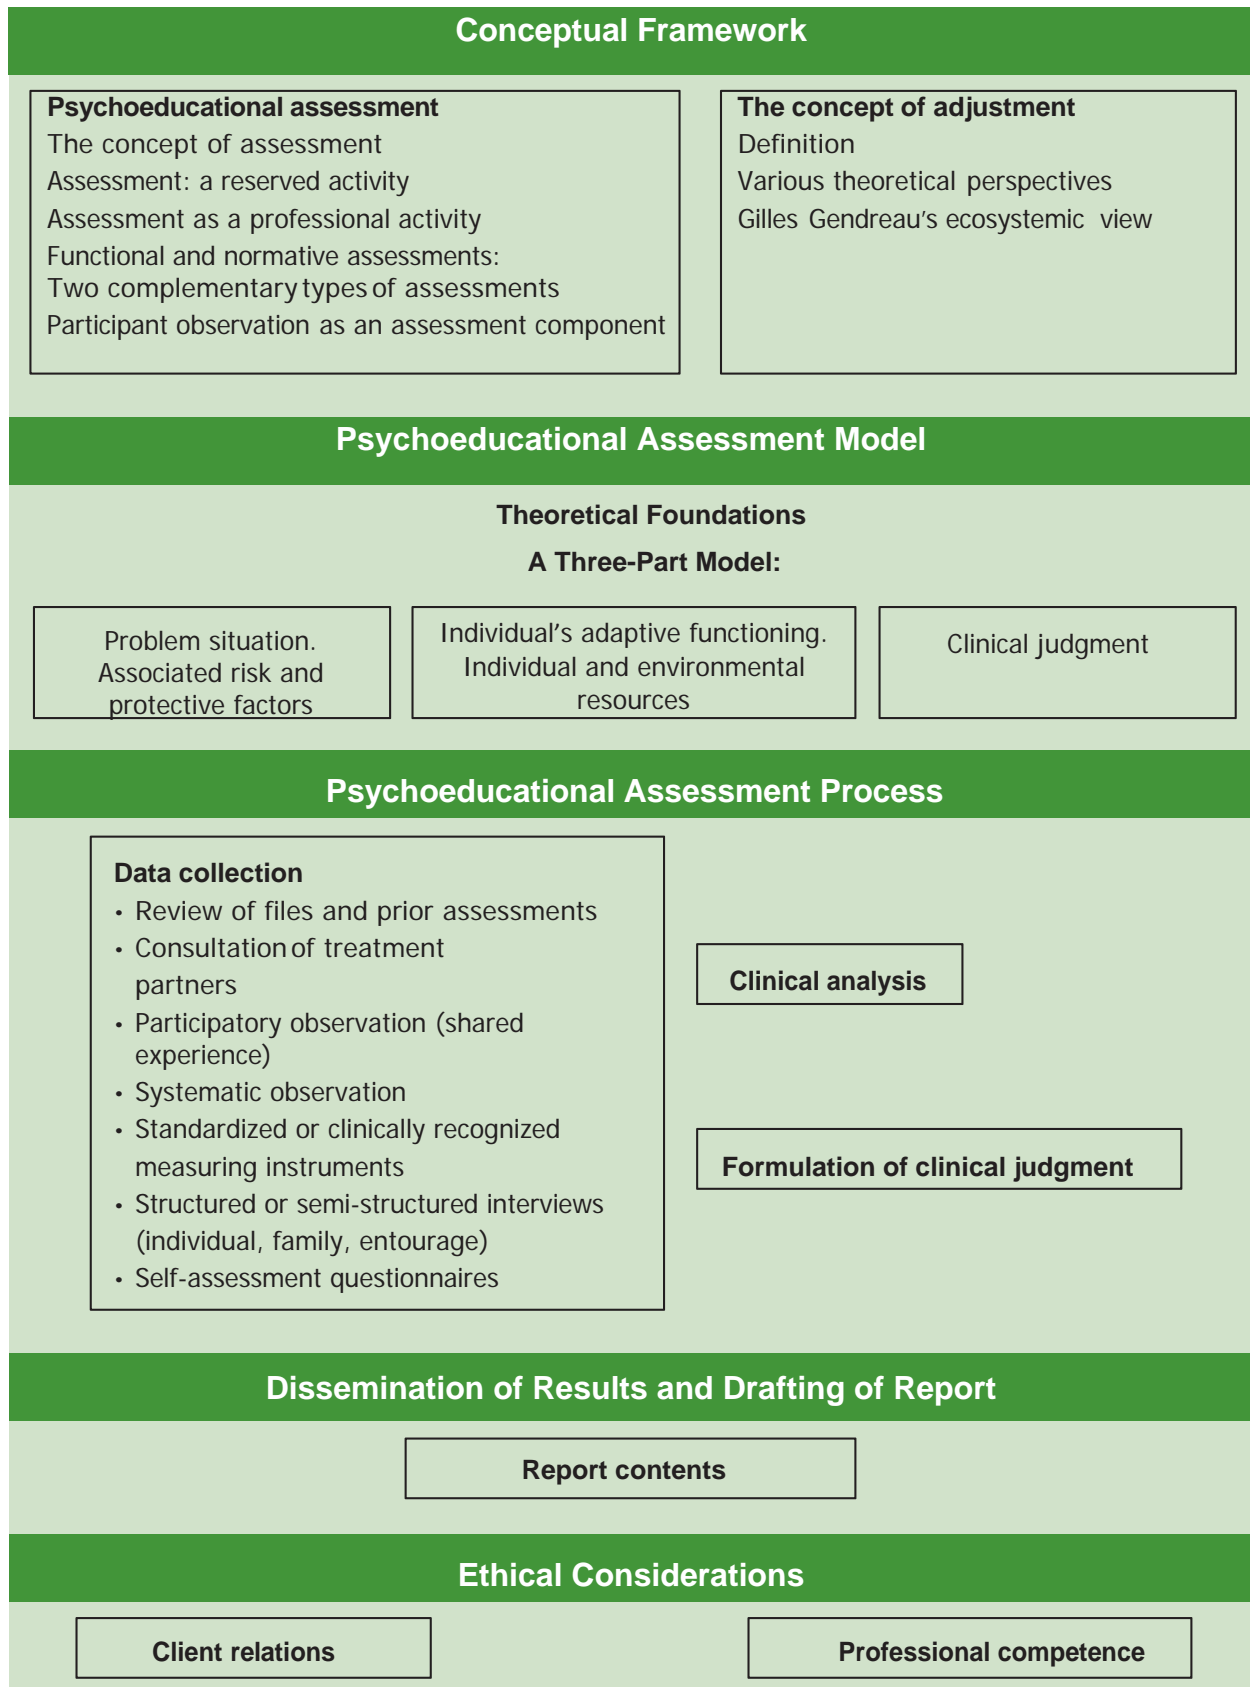 Conceptual Framework
Psychoeducational assessment
The concept of assessment
Assessment: a reserved activity
Assessment as a professional activity
Functional and normative assessments:
Two complementary types of assessments
Participant observation as an assessment component
The concept of adjustment
Definition
Various theoretical perspectives
Gilles Gendreau's ecosystemic view
Psychoeducational Assessment Model
Theoretical Foundations
A Three-Part Model:
Problem situation.
Associated risk and
protective factors
Individual's adaptive functioning.
Individual and environmental
resources
Clinical judgment
Psychoeducational Assessment Process
Data collection
• Review of files and prior assessments
• Consultation of treatment
partners
• Participatory observation (shared
experience)
• Systematic observation
• Standardized or clinically recognized
measuring instruments
• Structured or semi-structured interviews
(individual, family, entourage)
• Self-assessment questionnaires
Clinical analysis
Formulation of clinical judgment
Dissemination of Results and Drafting of Report
Report contents
Ethical Considerations
Client relations
Professional competence